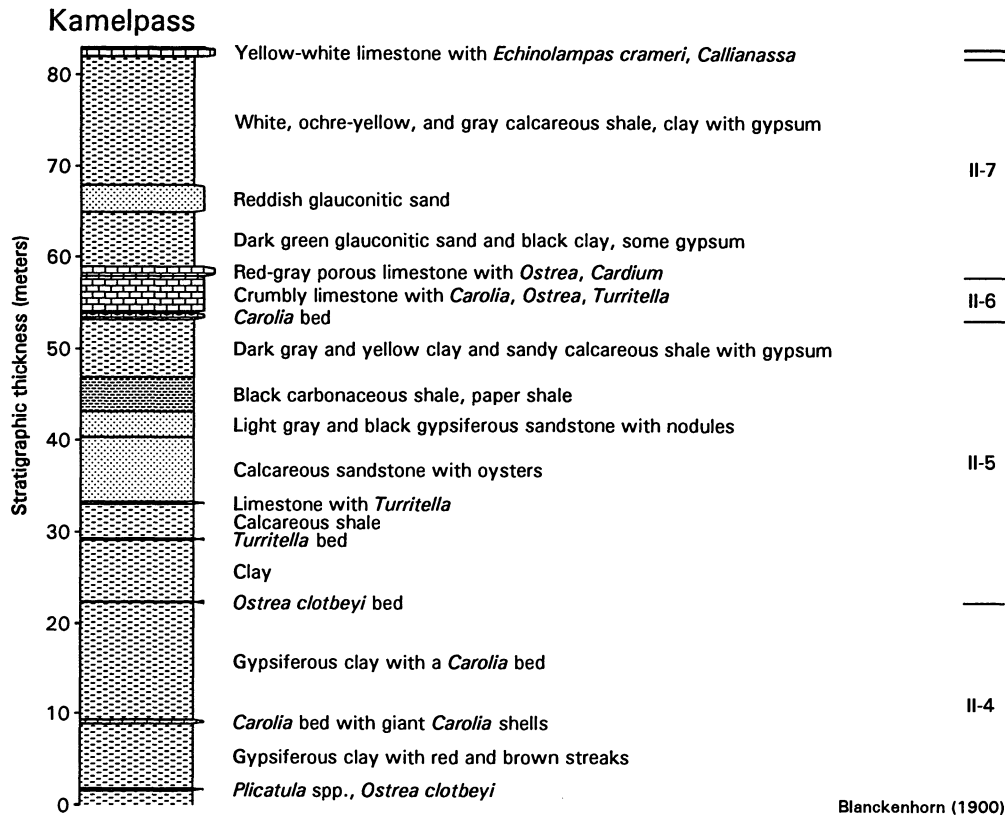 Kamelpass
Yellow-white limestone with Echinolampas crameri, Callianassa
80
White, ochre-yellow, and gray calcareous shale, clay with gypsum
70
II-7
Reddish glauconitic sand
Dark green glauconitic sand and black clay, some gypsum
60
Red-gray porous limestone with Ostrea, Cardium
Crumbly limestone with Carolia, Ostrea, Turritella
II-6
Carolia bed
50
Dark gray and yellow clay and sandy calcareous shale with gypsum
Black carbonaceous shale, paper shale
Light gray and black gypsiferous sandstone with nodules
40
Calcareous sandstone with oysters
II-5
Stratigraphic thickness (meters)
Limestone with Turritella
Calcareous shale
30
Turritella bed
Clay
Ostrea clotbeyi bed
20
Gypsiferous clay with a Carolia bed
10
II-4
Carolia bed with giant Carolia shells
Gypsiferous clay with red and brown streaks
Plicatula spp., Ostrea clotbeyi
0
Blanckenhorn (1900)